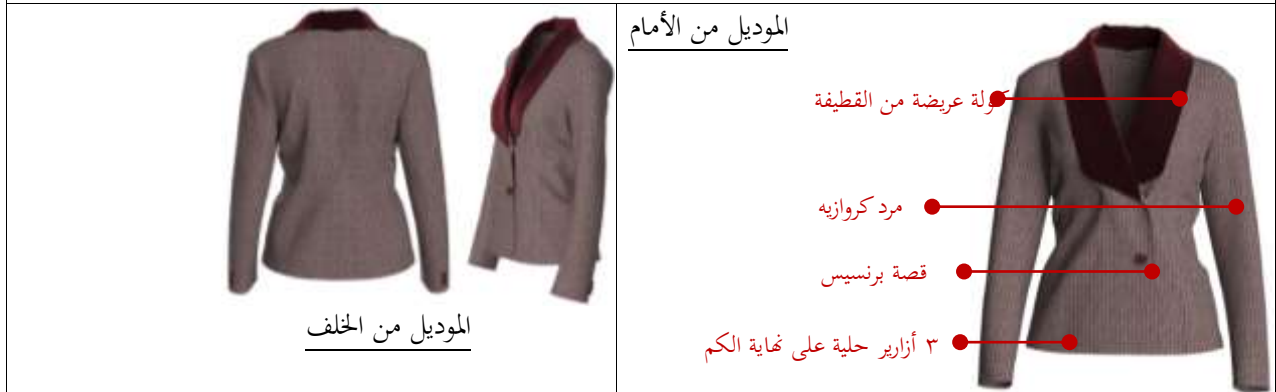 الموديل من الأمام
كولة عريضة من القطيفة
مرد كروازيه
قصة برنسيس
٣ أزارير حلية على نهاية الكم
الموديل من الخلف